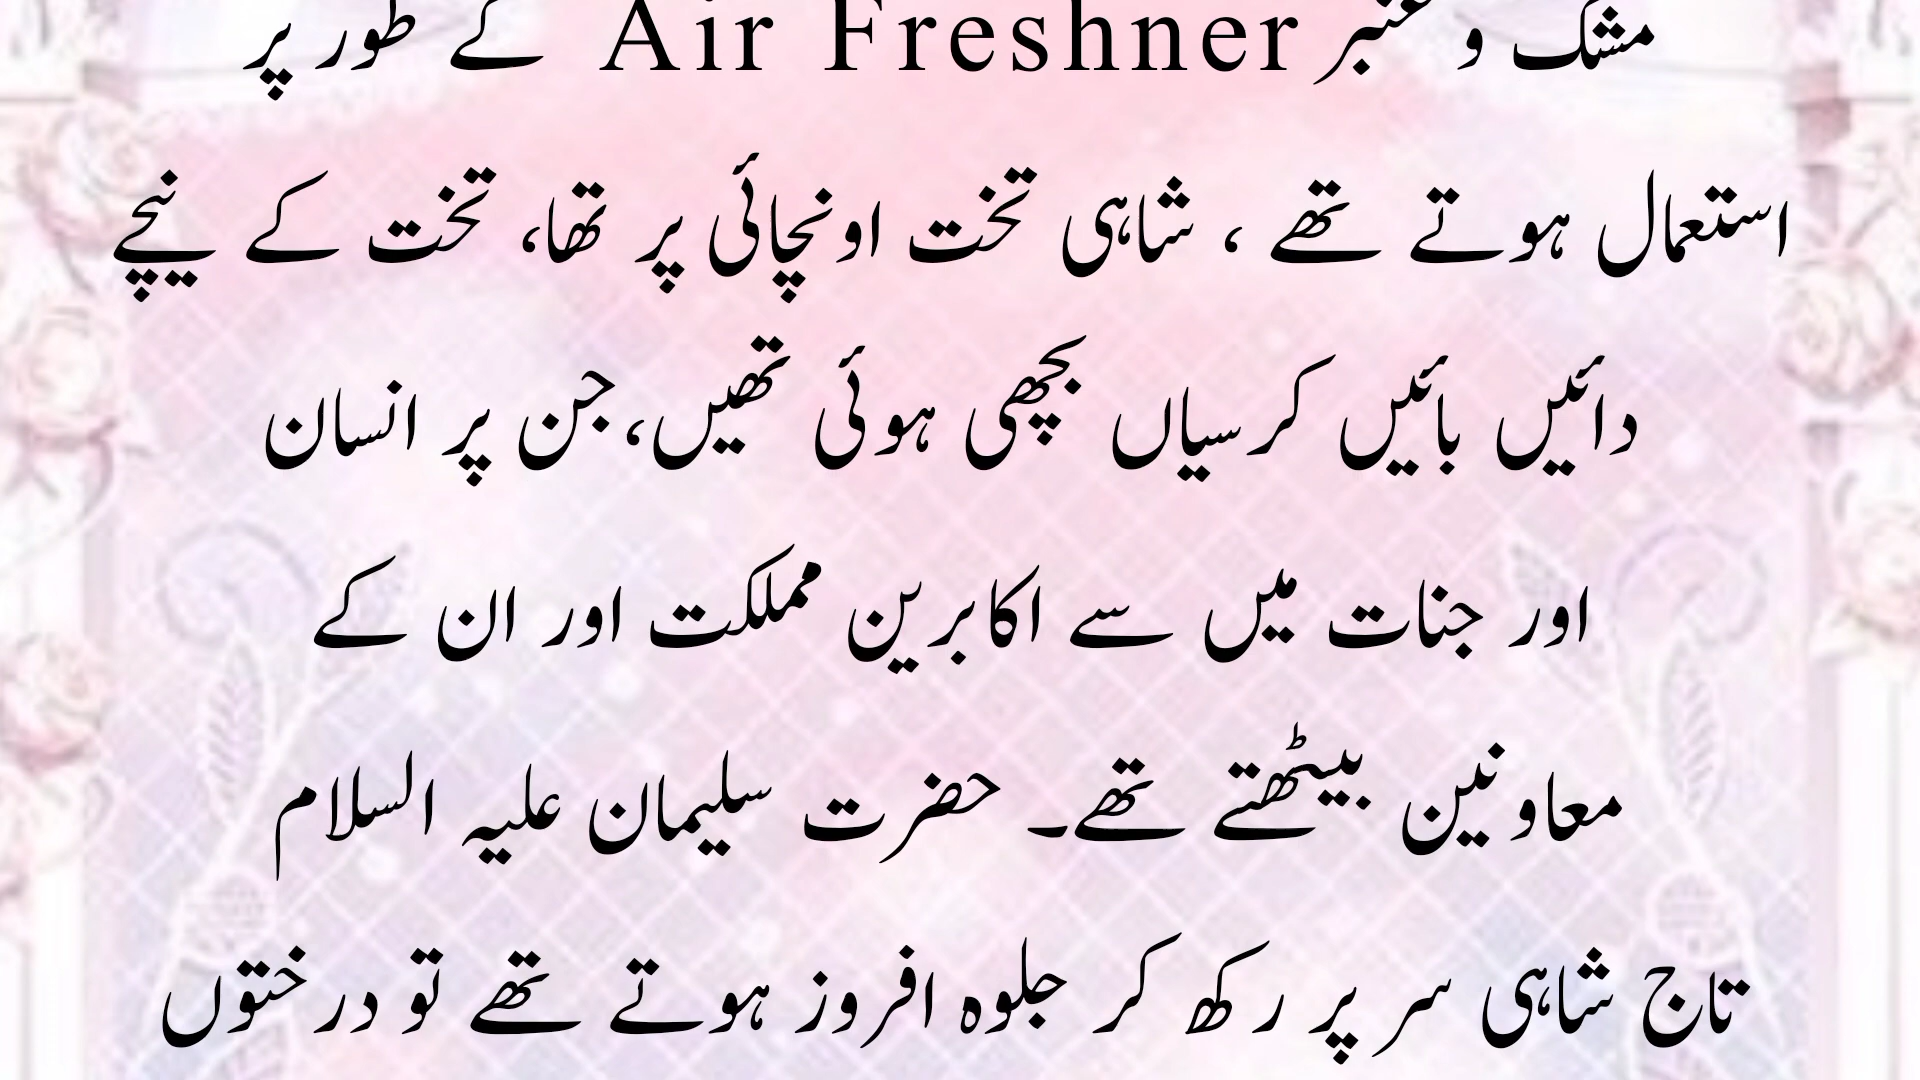 مشک و عنبر Air Freshner کے طور پر
استعمال ہوتے تھے ، شاہی تخت اونچائی پر تھا، تخت کے نیچے
دائیں بائیں کرسیاں بچھی ہوئی تھیں،جن پر انسان
اور جنات میں سے اکابرین مملکت اور ان کے
معاونین بیٹھتے تھے۔ حضرت سلیمان علیہ السلام
تاج شاہی سر پر رکھ کر جلوہ افروز ہوتے تھے تو درختوں